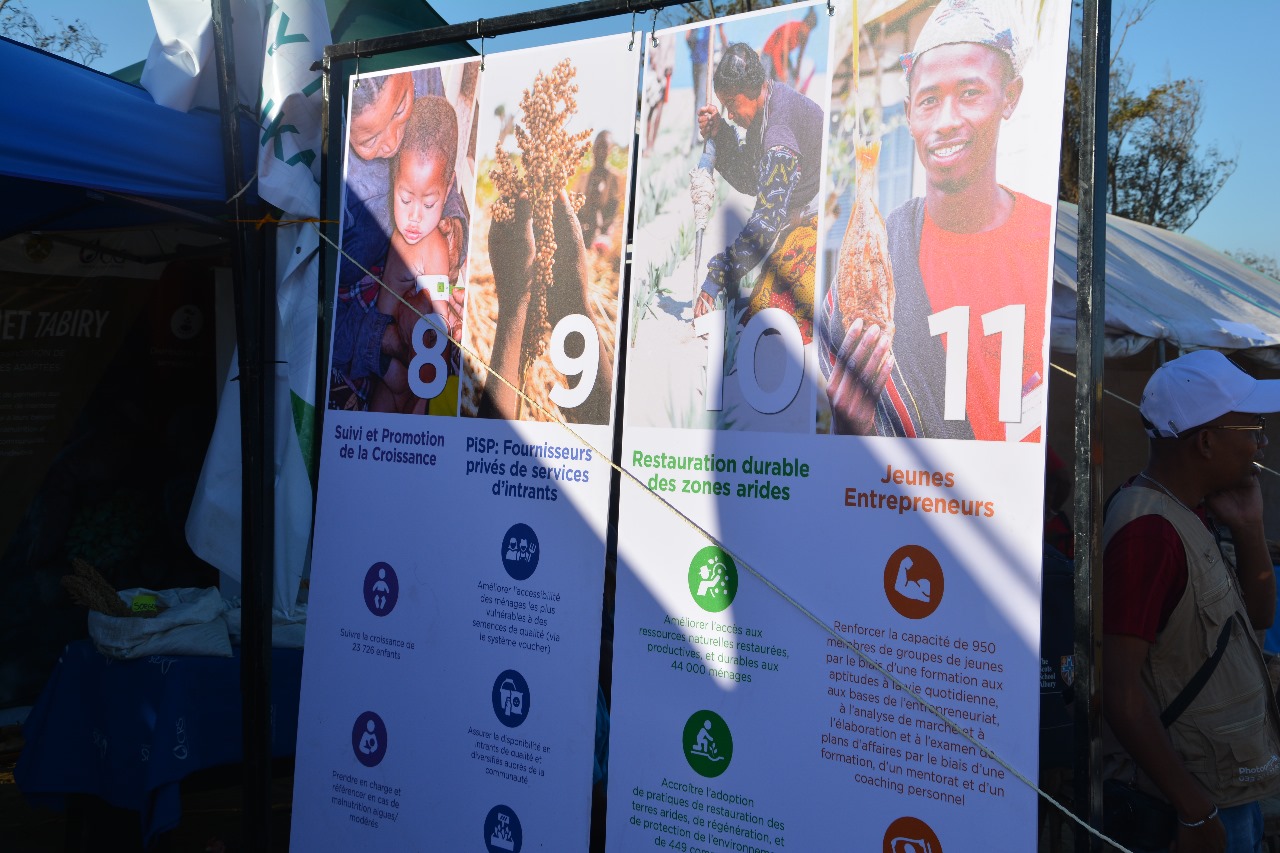 RET TABIRY
8
Suivi et Promotion
de la Croissance
Suivre la croissance de
23 726 enfants
Prendre en charge et
référencer en cas de
malnutrition aigues/
modérés
9
PiSP: Fournisseurs
privés de services
d'intrants
Améliorer l'accessibilité
des ménages les plus
vulnérables à des
semences de qualité (via
le système voucher)
Assurer la disponibilité en
intrants de qualité et
diversifiés auprès de la
communauté
10
Restauration durable
des zones arides
Améliorer l'accès aux
ressources naturelles restaurées,
productives, et durables aux
44 000 ménages
Accroître l'adoption
de pratiques de restauration des
terres arides, de régénération, et
de protection de l'environnement
de 449
11
Jeunes
Entrepreneurs
Renforcer la capacité de 950
membres de groupes de jeunes
par le biais d'une formation aux
aptitudes à la vie quotidienne,
aux bases de l'entrepreneuriat,
à l'analyse de marché et à
l'élaboration et à l'examen de
plans d'affaires par le biais d'une
formation, d'un mentorat et d'un
coaching personnel